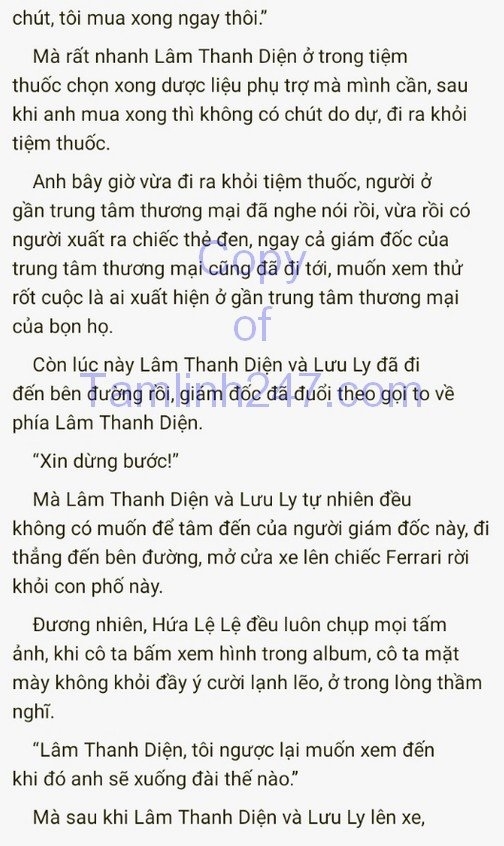 chút, tôi mua xong ngay thôi.”
Mà rất nhanh Lâm Thanh Diện ở trong tiệm
thuốc chọn xong dược liệu phụ trợ mà mình cần, sau
khi anh mua xong thì không có chút do dự, đi ra khỏi
tiệm thuốc.
Anh bây giờ vừa đi ra khỏi tiệm thuốc, người ở
gần trung tâm thương mại đã nghe nói rồi, vừa rồi có
người xuất ra chiếc thẻ đen, ngay cả giám đốc của
trung tâm thương mại cũng đã đi tới, muốn xem thử
rốt cuộc là ai xuất hiện ở gần trung tâm thương mại
của bọn họ.
Còn lúc này Lâm Thanh Diện và Lưu Ly đã đi
đến bên đường rồi, giám đốc đã đuổi theo gọi to về
phía Lâm Thanh Diện.
“Xin dừng bước!”
Mà Lâm Thanh Diện và Lưu Ly tự nhiên đều
không có muốn để tâm đến của người giám đốc này, đi
thẳng đến bên đường, mở cửa xe lên chiếc Ferrari rời
khỏi con phố này.
Đương nhiên, Hứa Lệ Lệ đều luôn chụp mọi tấm
ảnh, khi cô ta bấm xem hình trong album, cô ta mặt
mày không khỏi đầy ý cười lạnh lẽo, ở trong lòng thầm
nghĩ.
“Lâm Thanh Diện, tôi ngược lại muốn xem đến
khi đó anh sẽ xuống đài thế nào.”
Mà sau khi Lâm Thanh Diện và Lưu Ly lên xe,
Copy
of
Tamlinh247.com